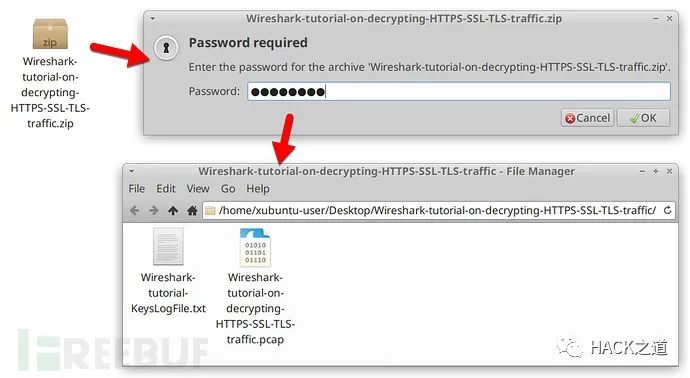 zip
Wireshark-
tutorial-on-
decrypting-
HTTPS-SSL-TLS-
traffic.zip
Wireshark-tutorial-on-decrypting-HTTPS-SSL-TLS-traffic.zip
Password required
Enter the password for the archive 'Wireshark-tutorial-on-decrypting-HTTPS-SSL-TLS-traffic.zip'.
Password: ●●●●●●●●
Cancel OK
Wireshark-tutorial-on-decrypting-HTTPS-SSL-TLS-traffic - File Manager
File Edit View Go Help
/home/xubuntu-user/Desktop/Wireshark-tutorial-on-decrypting-HTTPS-SSL-TLS-traffic/
Wireshark-
tutorial-
KeysLogFile.txt
01010
01101
01110
Wireshark-
tutorial-on-
decrypting-
HTTPS-SSL-TLS-
traffic.pcap
FREEBUF
HACK之道